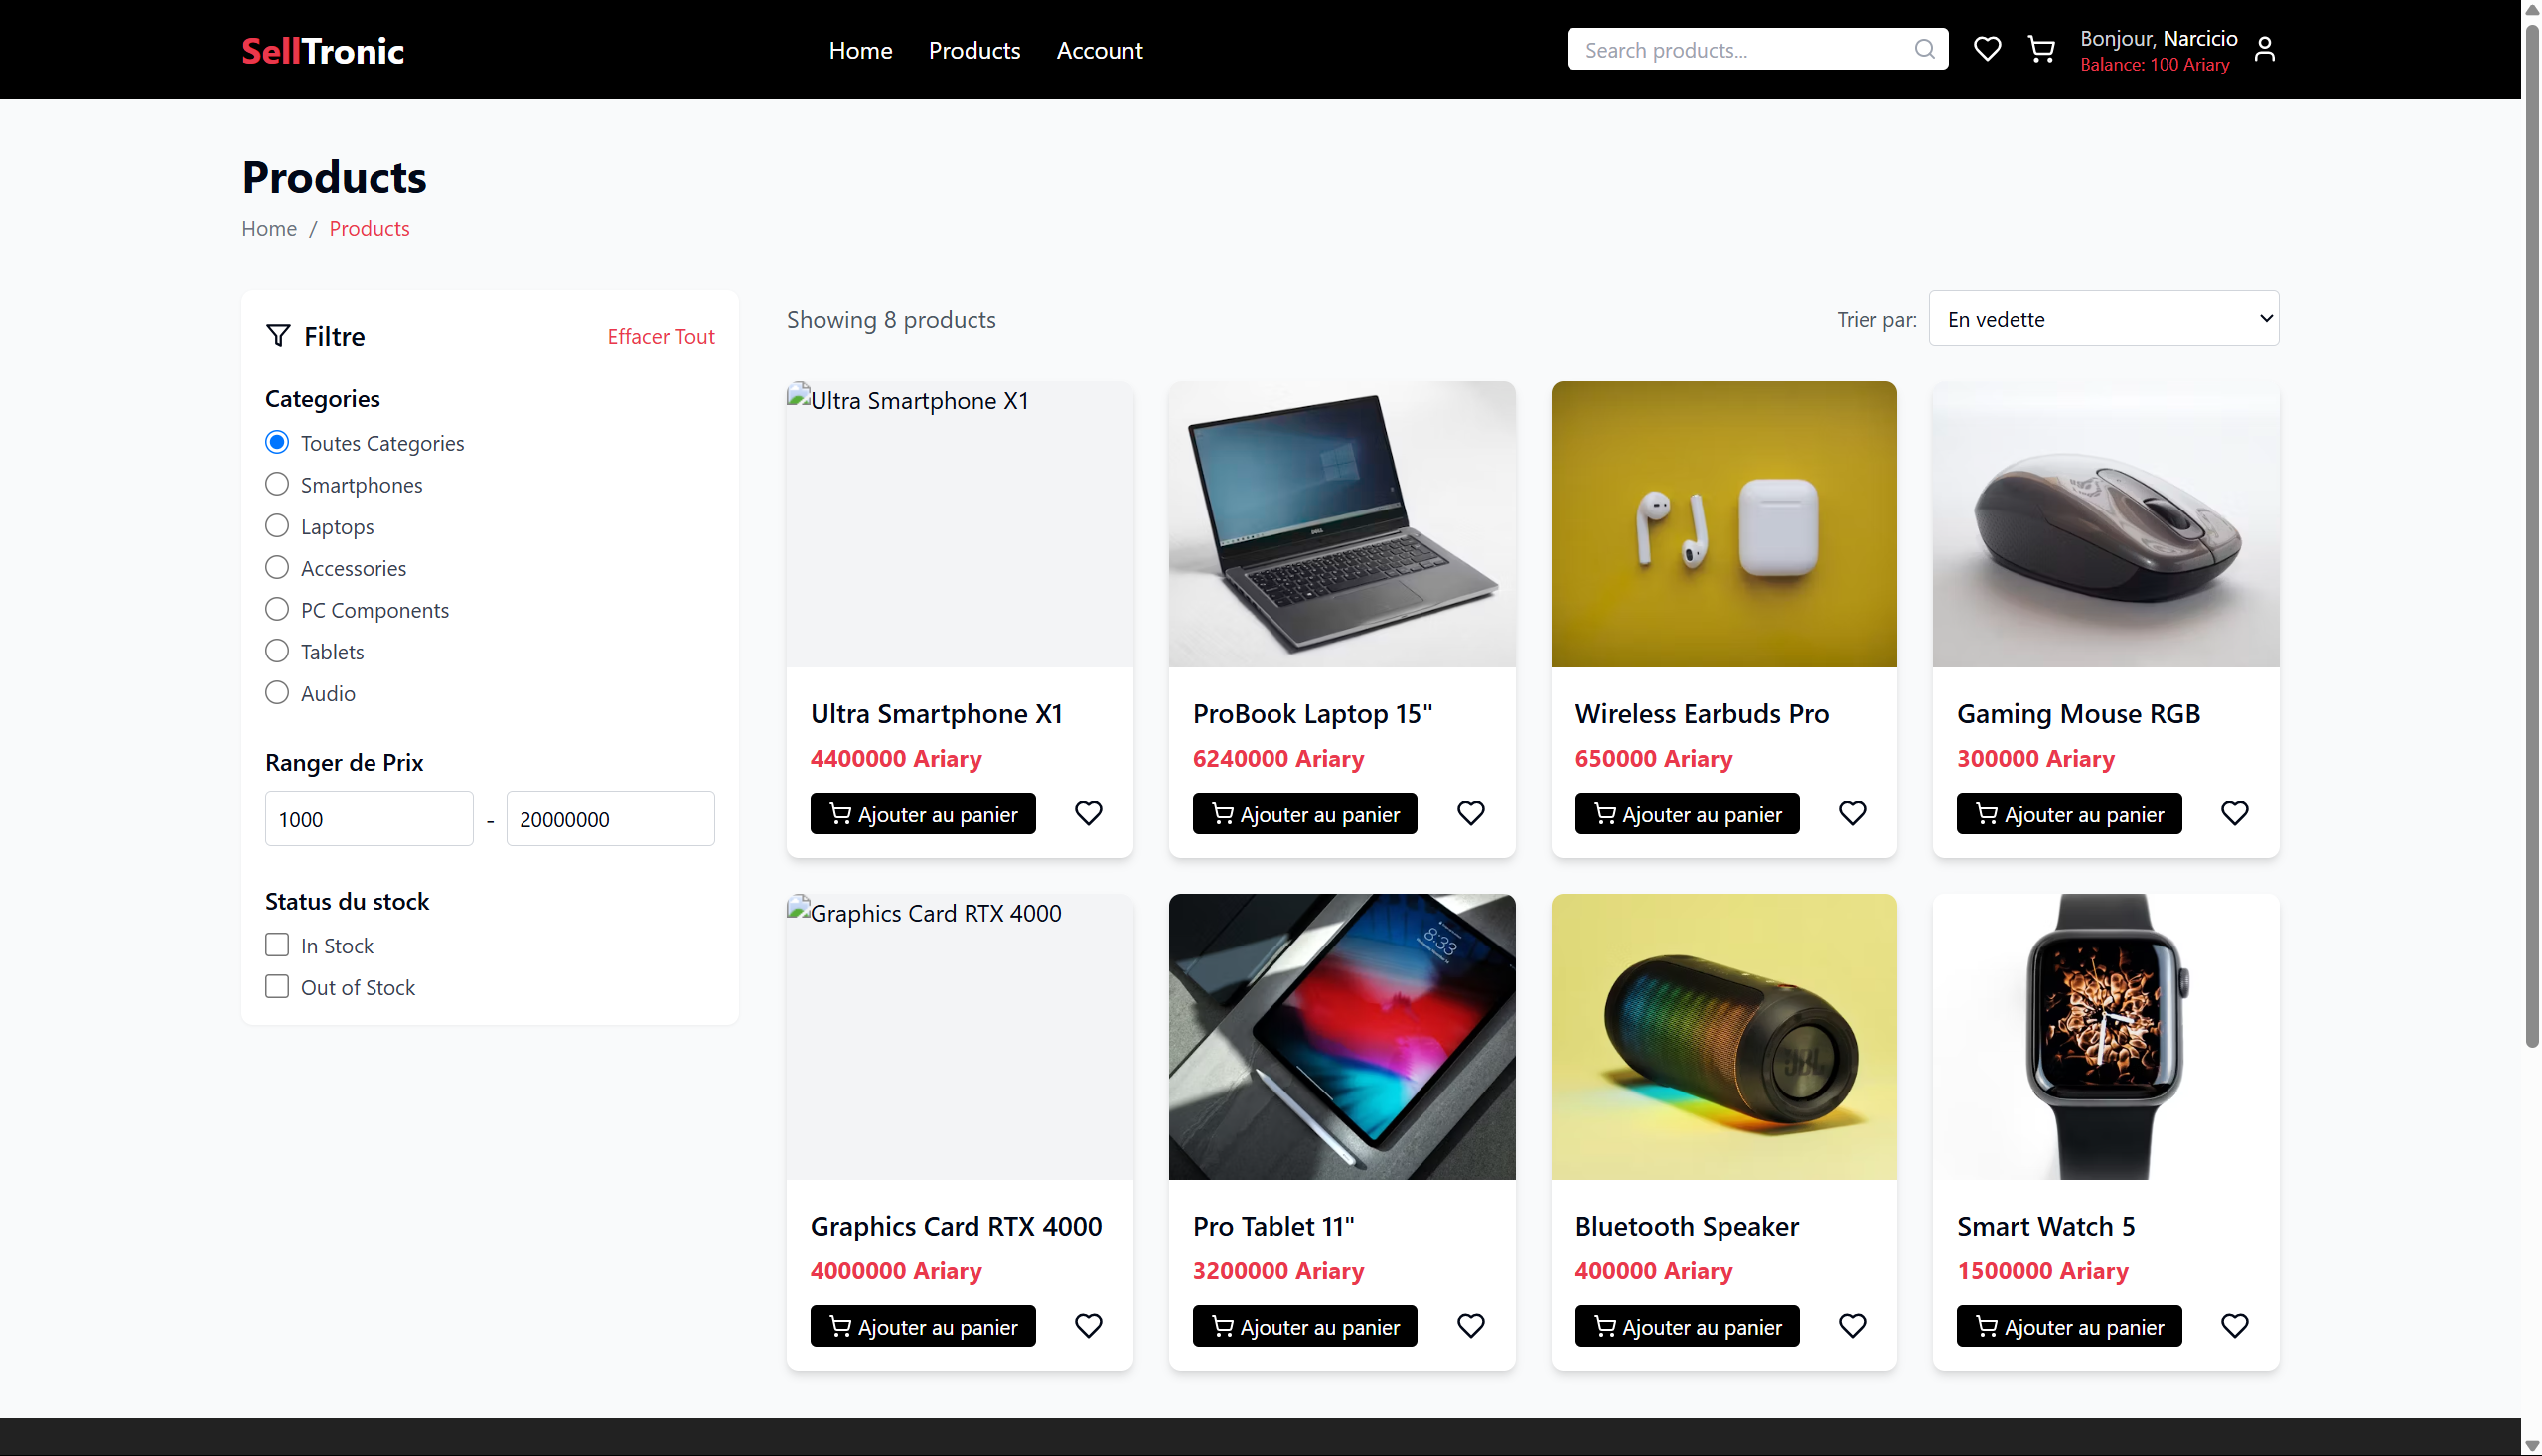 SellTronic
Home Products Account
Search products...
Bonjour, Narcicio
Balance: 100 Ariary
Products
Home / Products
Filtre
Effacer Tout
Categories
Toutes Categories
Smartphones
Laptops
Accessories
PC Components
Tablets
Audio
Ranger de Prix
1000 - 20000000
Status du stock
In Stock
Out of Stock
Showing 8 products
Trier par: En vedette
Ultra Smartphone X1
DELL
Ultra Smartphone X1
4400000 Ariary
Ajouter au panier
ProBook Laptop 15"
6240000 Ariary
Ajouter au panier
Wireless Earbuds Pro
650000 Ariary
Ajouter au panier
Gaming Mouse RGB
300000 Ariary
Ajouter au panier
Graphics Card RTX 4000
8:33
JBL
Graphics Card RTX 4000
4000000 Ariary
Ajouter au panier
Pro Tablet 11"
3200000 Ariary
Ajouter au panier
Bluetooth Speaker
400000 Ariary
Ajouter au panier
Smart Watch 5
1500000 Ariary
Ajouter au panier